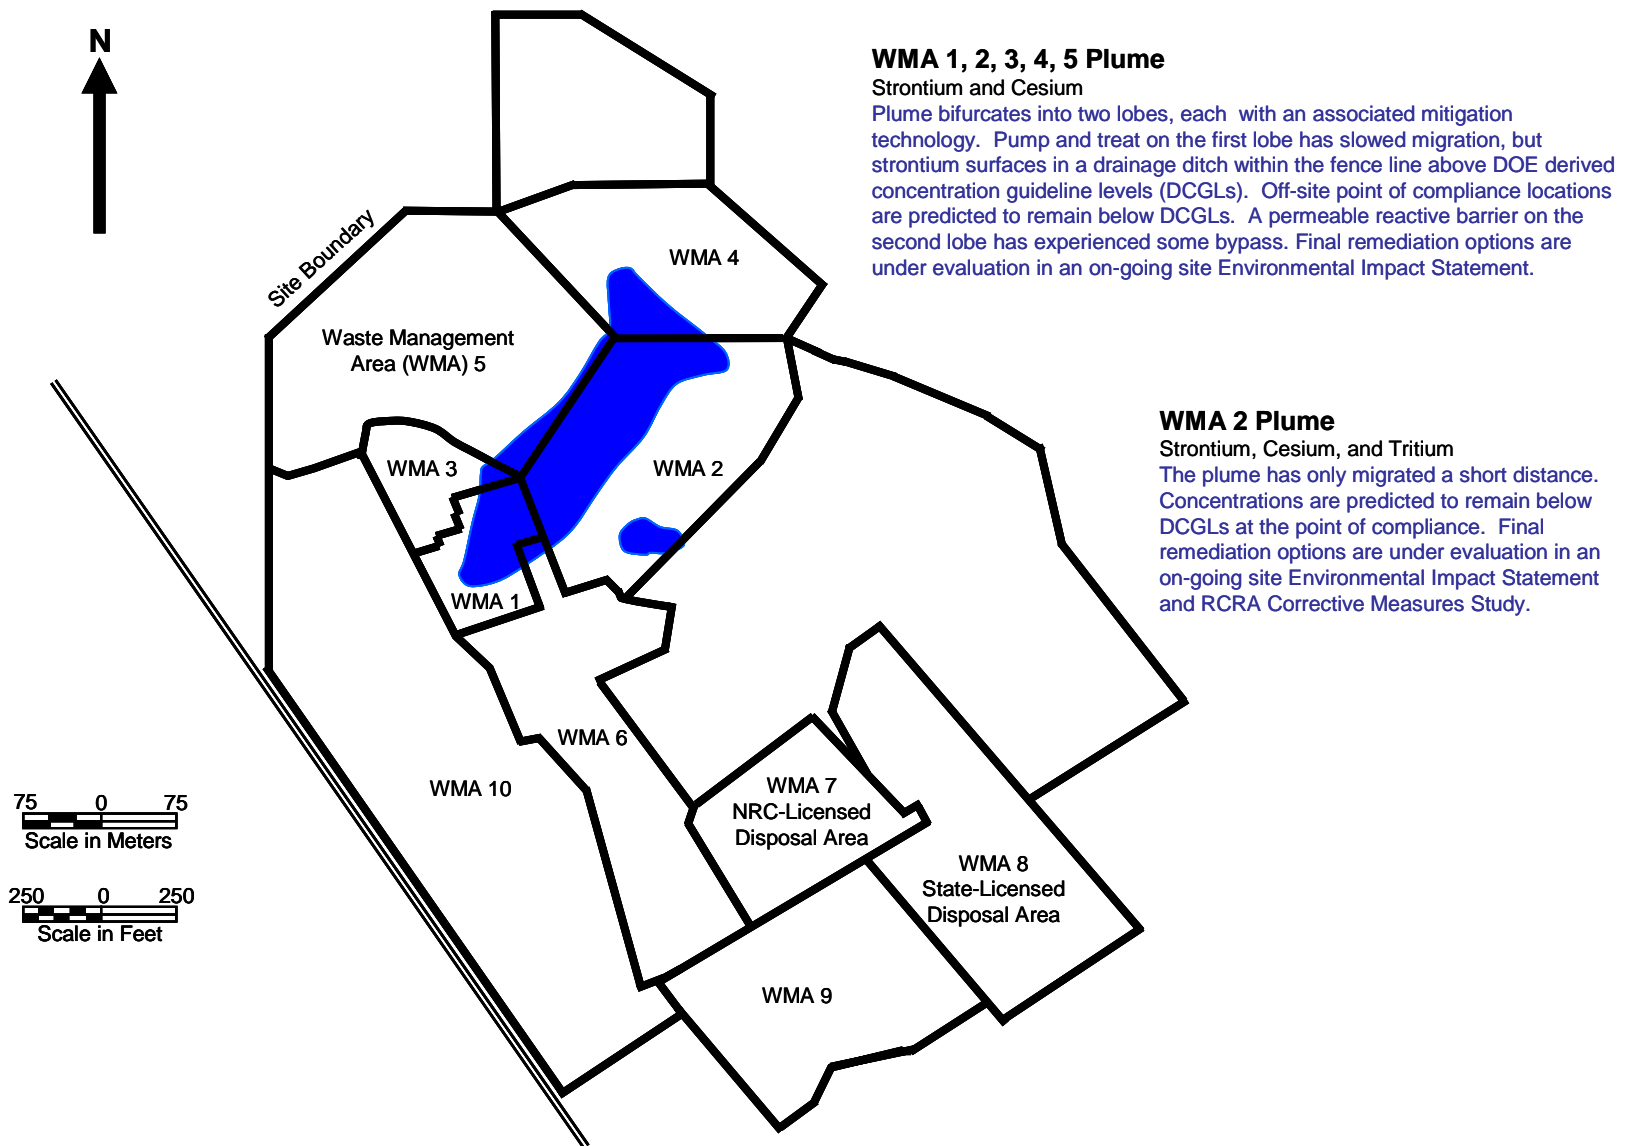 N
WMA 1, 2, 3, 4, 5 Plume
Strontium and Cesium
Plume bifurcates into two lobes, each with an associated mitigation
technology. Pump and treat on the first lobe has slowed migration, but
strontium surfaces in a drainage ditch within the fence line above DOE derived
concentration guideline levels (DCGLs). Off-site point of compliance locations
are predicted to remain below DCGLs. A permeable reactive barrier on the
second lobe has experienced some bypass. Final remediation options are
under evaluation in an on-going site Environmental Impact Statement.
Site Boundary
WMA 4
Waste Management
Area (WMA) 5
WMA 2 Plume
Strontium, Cesium, and Tritium
The plume has only migrated a short distance.
Concentrations are predicted to remain below
DCGLs at the point of compliance. Final
remediation options are under evaluation in an
on-going site Environmental Impact Statement
and RCRA Corrective Measures Study.
WMA 3
WMA 2
WMA 1
WMA 6
WMA 10
WMA 7
NRC-Licensed
Disposal Area
WMA 8
State-Licensed
Disposal Area
WMA 9
75 0 75
Scale in Meters
250 0 250
Scale in Feet